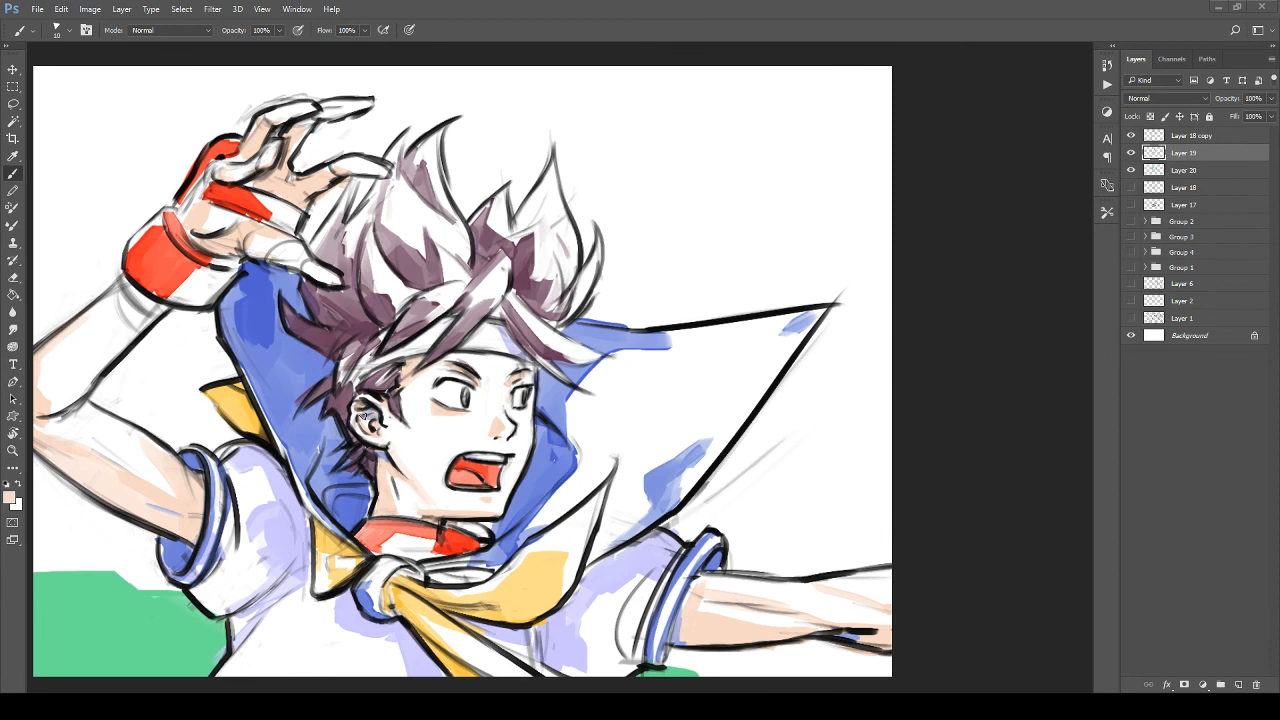 Ps File Edit Image Layer Type Select Filter 3D View Window Help
10 Mode: Normal Opacity: 100% Flow: 100%
Layers Channels Paths
Kind
Normal Opacity: 100%
Lock: Fill: 100%
Layer 18 copy
Layer 19
Layer 20
Layer 18
Layer 17
Group 2
Group 3
Group 4
Group 1
Layer 6
Layer 2
Layer 1
Background